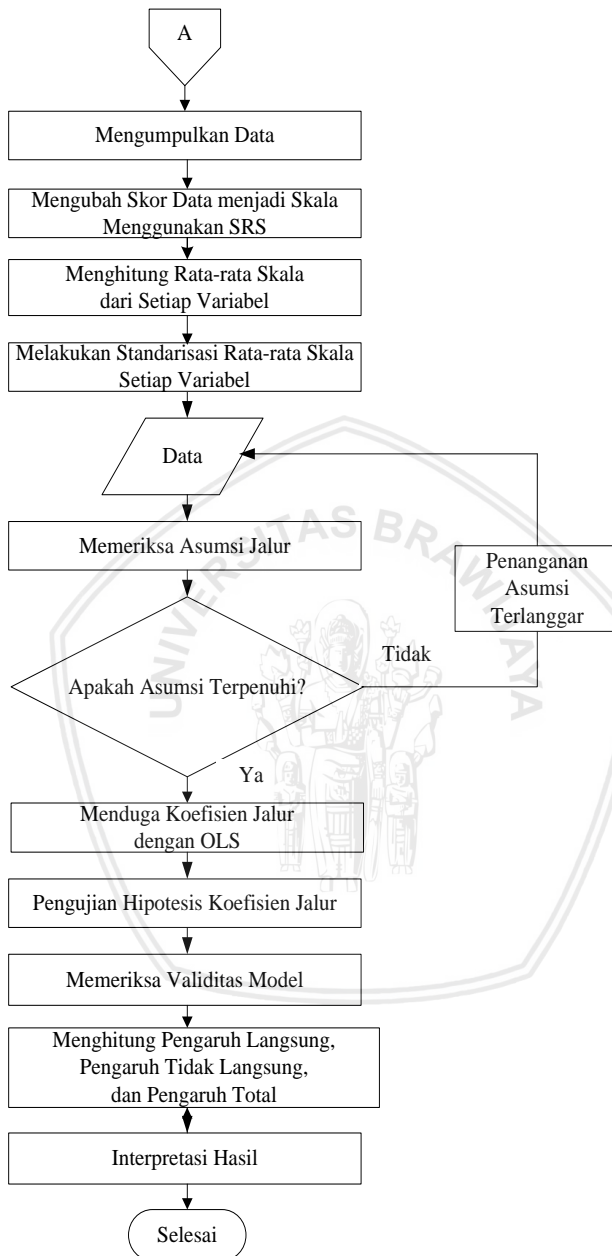 A
Mengumpulkan Data
Mengubah Skor Data menjadi Skala
Menggunakan SRS
Menghitung Rata-rata Skala
dari Setiap Variabel
Melakukan Standarisasi Rata-rata Skala
Setiap Variabel
Data
UNIVERSITAS BRAWIJAYA
Memeriksa Asumsi Jalur
Penanganan
Asumsi
Terlanggar
Tidak
Apakah Asumsi Terpenuhi?
Ya
Menduga Koefisien Jalur
dengan OLS
Pengujian Hipotesis Koefisien Jalur
Memeriksa Validitas Model
Menghitung Pengaruh Langsung,
Pengaruh Tidak Langsung,
dan Pengaruh Total
Interpretasi Hasil
Selesai